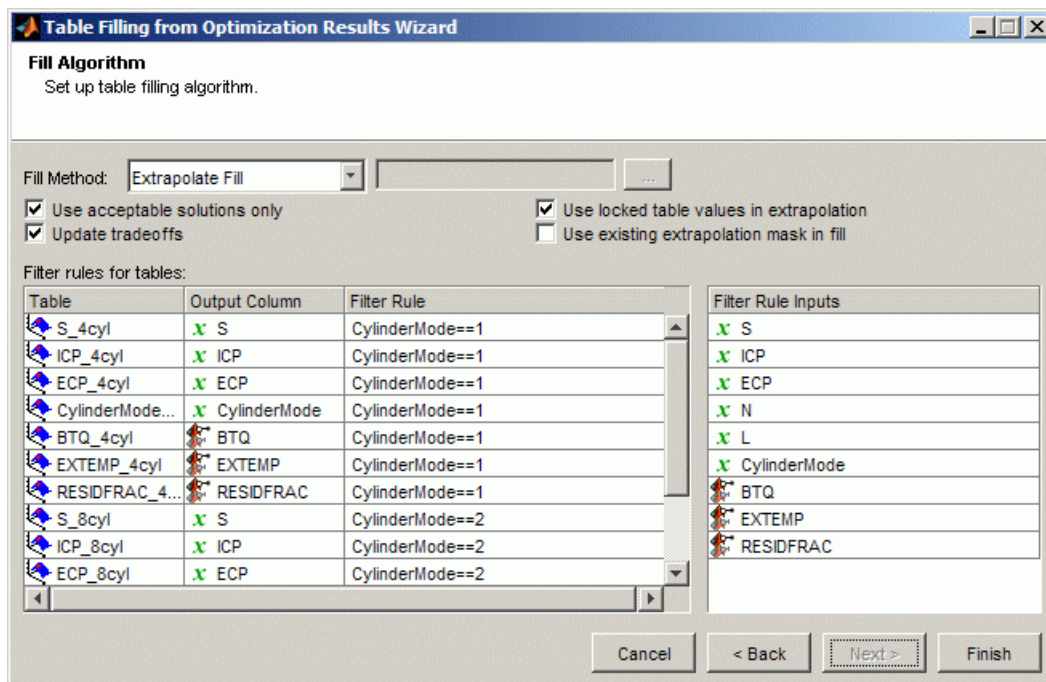 Table Filling from Optimization Results Wizard
Fill Algorithm
Set up table filling algorithm.
Fill Method: Extrapolate Fill ...
Use acceptable solutions only Use locked table values in extrapolation
Update tradeoffs Use existing extrapolation mask in fill
Filter rules for tables:
Table Output Column Filter Rule Filter Rule Inputs
S_4cyl x S CylinderMode==1 x S
ICP_4cyl x ICP CylinderMode==1 x ICP
ECP_4cyl x ECP CylinderMode==1 x ECP
CylinderMode... x CylinderMode CylinderMode==1 x N
BTQ_4cyl BTQ CylinderMode==1 x L
EXTEMP_4cyl EXTEMP CylinderMode==1 x CylinderMode
RESIDFRAC_4... RESIDFRAC CylinderMode==1 BTQ
S_8cyl x S CylinderMode==2 EXTEMP
ICP_8cyl x ICP CylinderMode==2 RESIDFRAC
ECP_8cyl x ECP CylinderMode==2
Cancel < Back Next > Finish